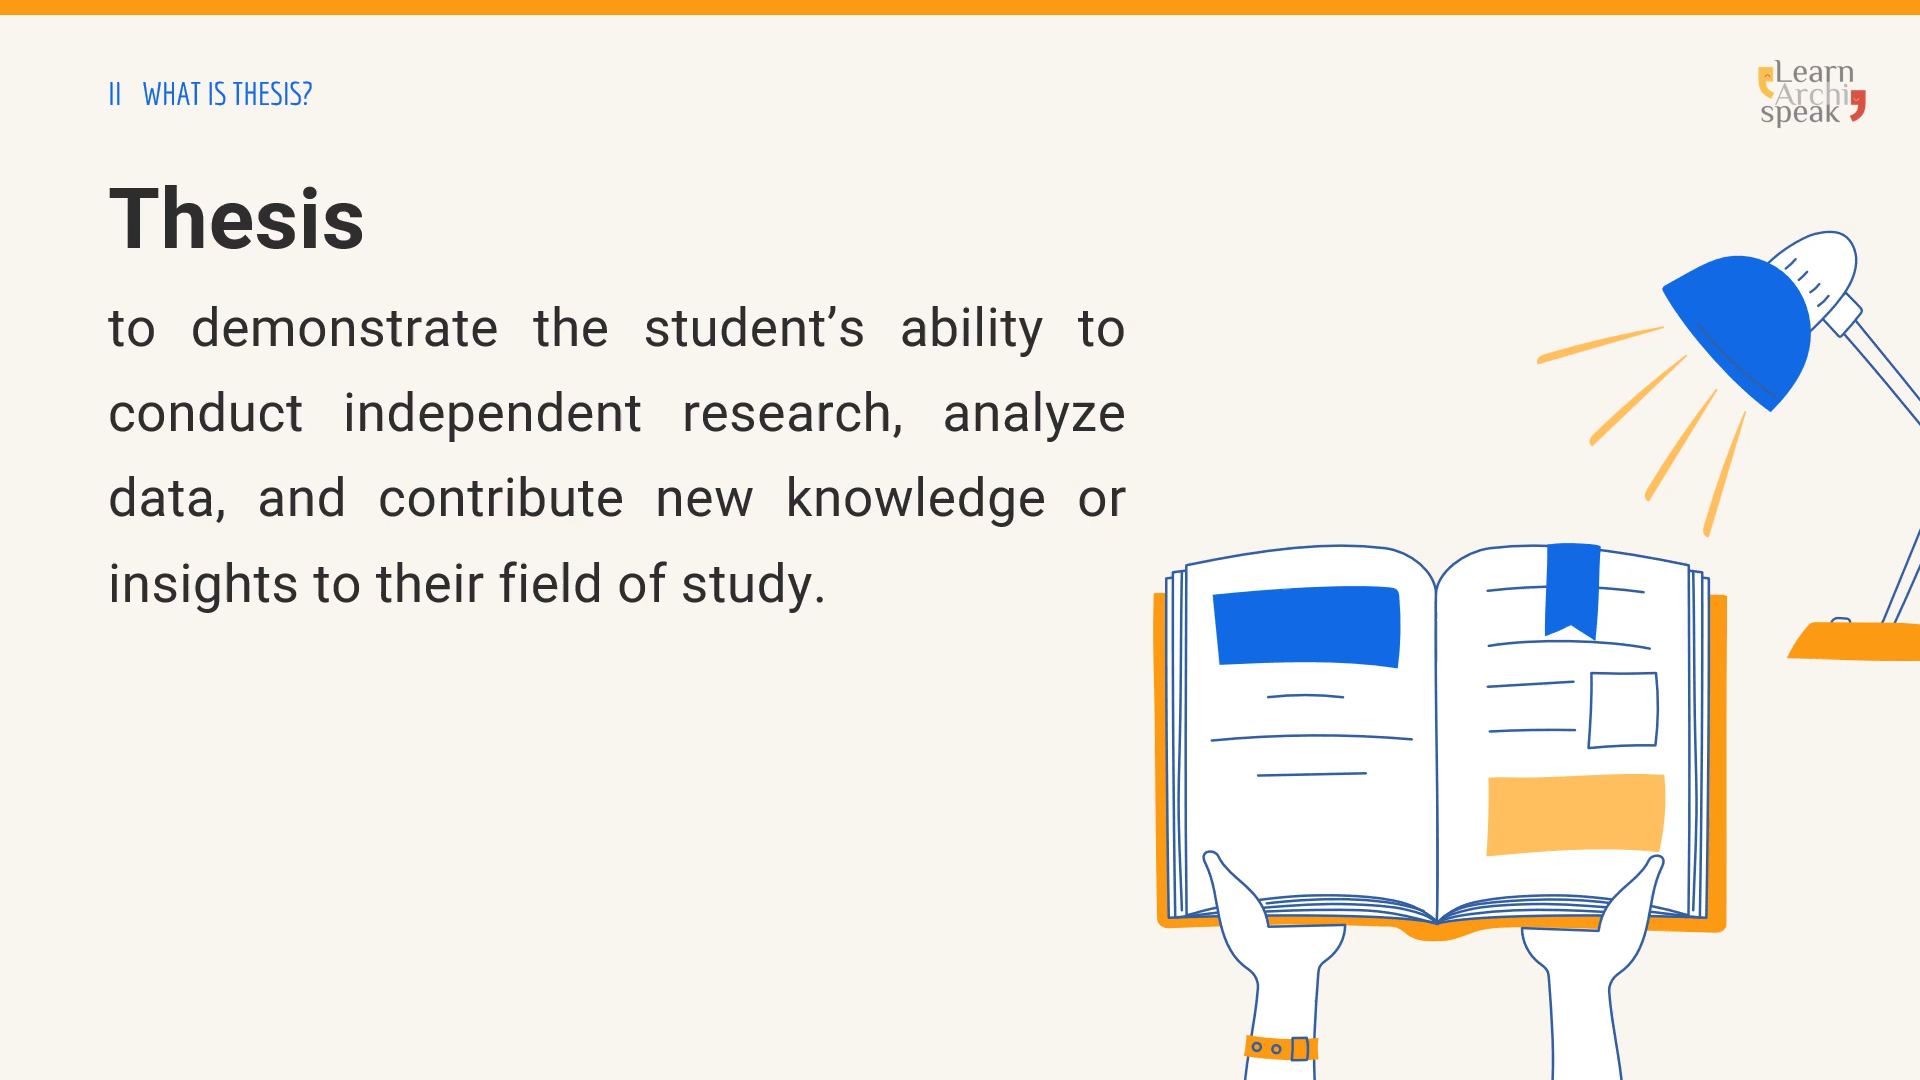 II WHAT IS THESIS?
Learn
Archi
speak
Thesis
to demonstrate the student’s ability to
conduct independent research, analyze
data, and contribute new knowledge or
insights to their field of study.